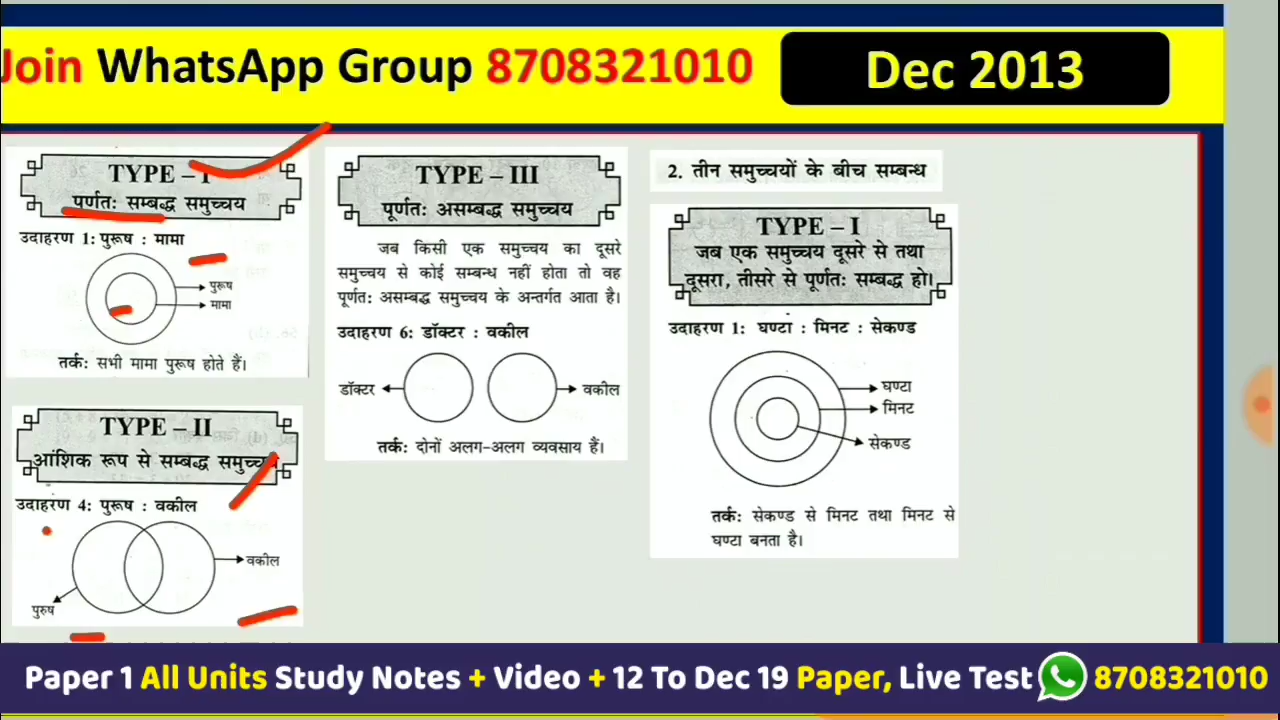 Join WhatsApp Group 8708321010
Dec 2013
TYPE – I
पूर्णतः सम्बद्ध समुच्चय
उदाहरण 1: पुरूष : मामा
पुरूष
मामा
तर्क: सभी मामा पुरूष होते हैं।
TYPE – II
आंशिक रूप से सम्बद्ध समुच्चय
उदाहरण 4: पुरूष : वकील
वकील
पुरुष
TYPE – III
पूर्णतः असम्बद्ध समुच्चय
जब किसी एक समुच्चय का दूसरे
समुच्चय से कोई सम्बन्ध नहीं होता तो वह
पूर्णतः असम्बद्ध समुच्चय के अन्तर्गत आता है।
उदाहरण 6: डॉक्टर : वकील
डॉक्टर
वकील
तर्क: दोनों अलग-अलग व्यवसाय हैं।
2. तीन समुच्चयों के बीच सम्बन्ध
TYPE – I
जब एक समुच्चय दूसरे से तथा
दूसरा, तीसरे से पूर्णतः सम्बद्ध हो।
उदाहरण 1: घण्टा : मिनट : सेकण्ड
घण्टा
मिनट
सेकण्ड
तर्क: सेकण्ड से मिनट तथा मिनट से
घण्टा बनता है।
Paper 1 All Units Study Notes + Video + 12 To Dec 19 Paper, Live Test 8708321010